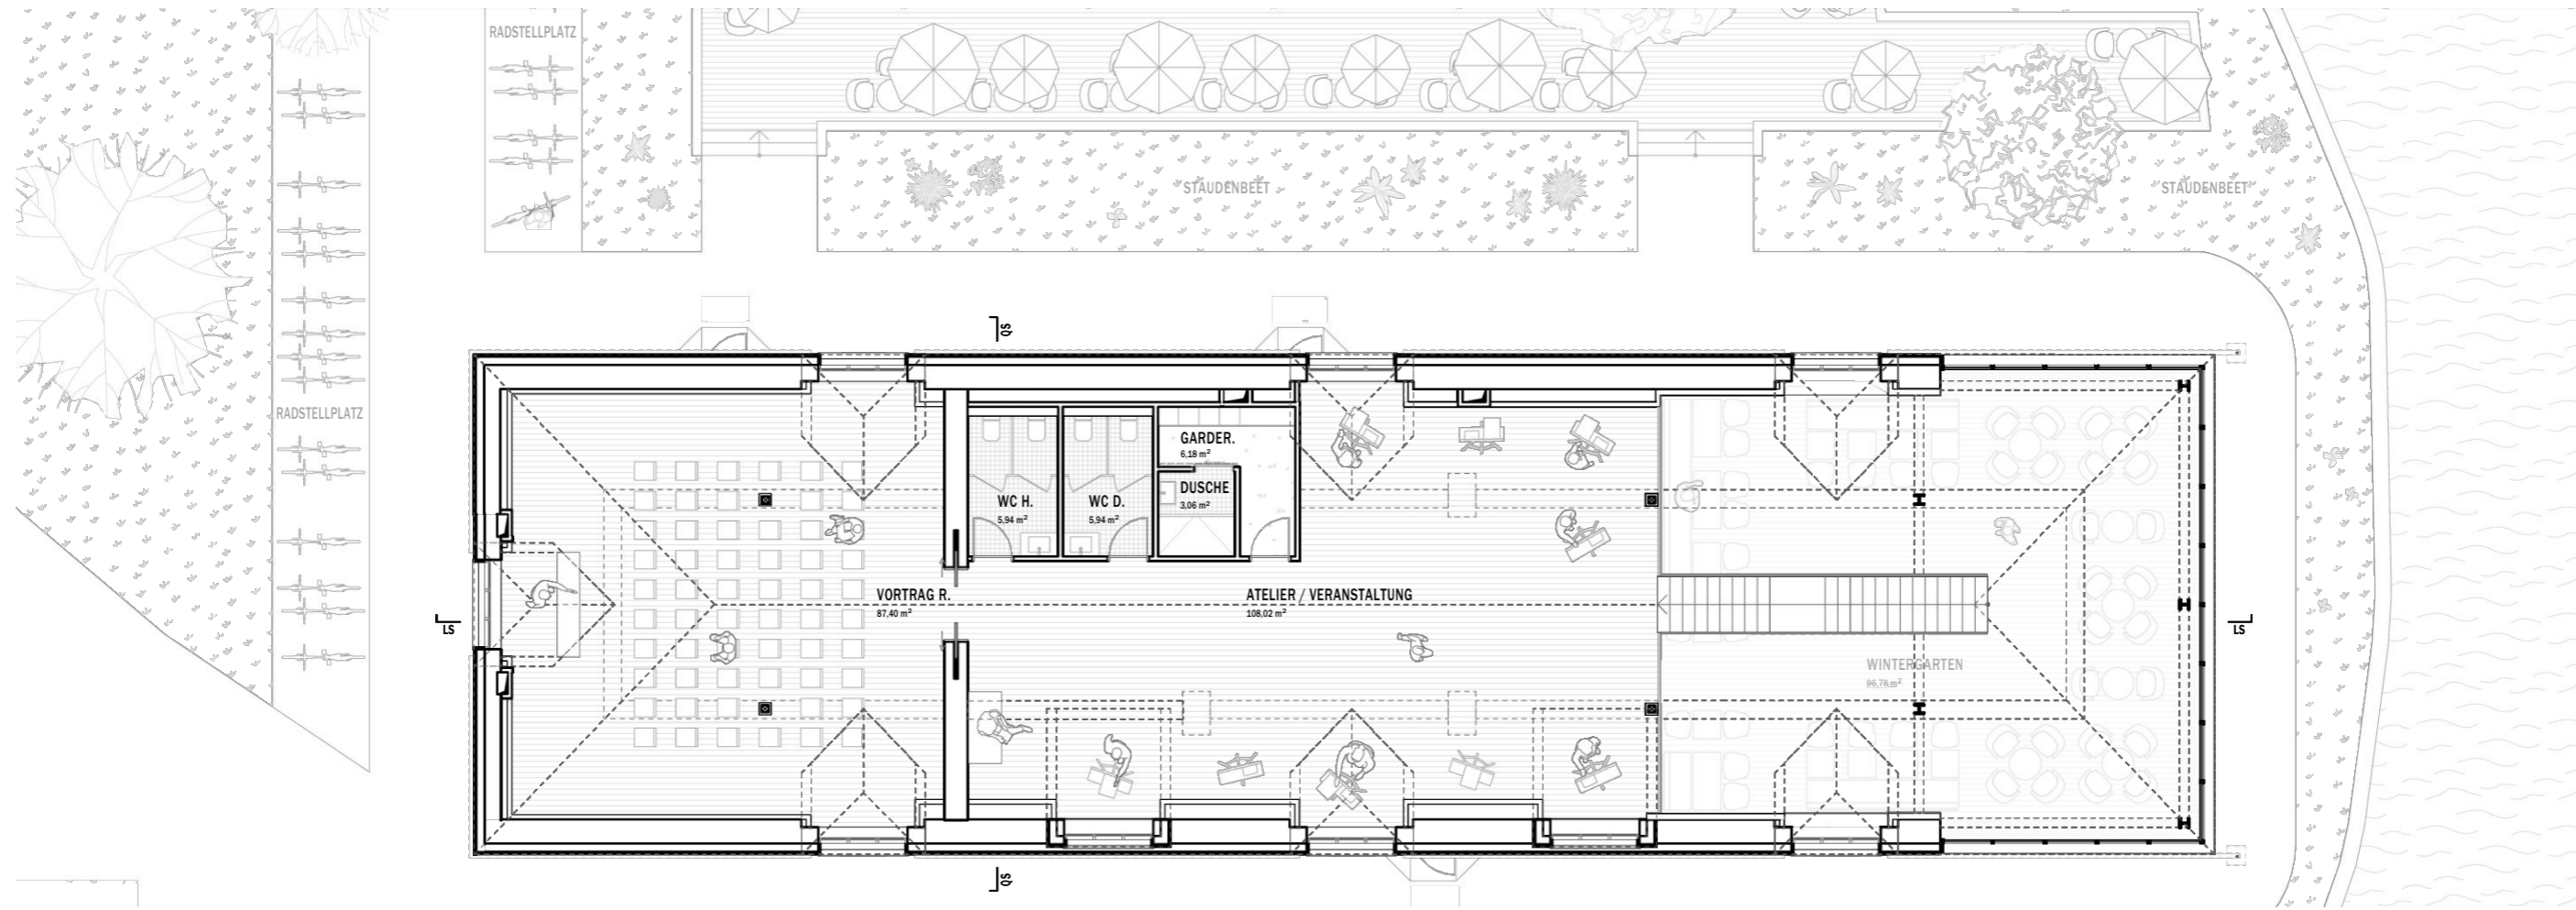 RADSTELLPLATZ
STAUDENBEET
STAUDENBEET
QS
RADSTELLPLATZ
GARDER.
6,18 m²
WC H.
5,94 m²
WC D.
5,94 m²
DUSCHE
3,06 m²
VORTRAG R.
87,40 m²
ATELIER / VERANSTALTUNG
108,02 m²
LS
LS
WINTERGARTEN
96,78 m²
QS